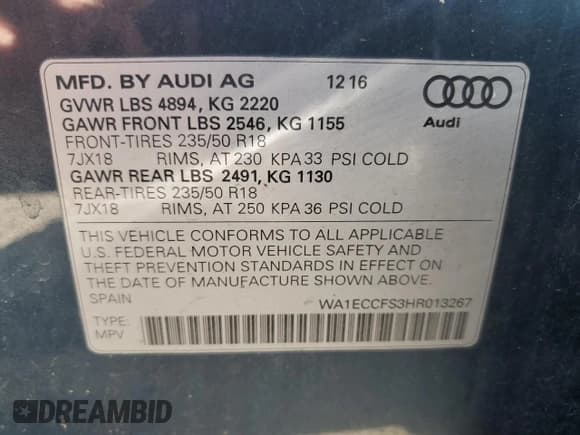 MFD. BY AUDI AG 12 16
GVWR LBS 4894, KG 2220
GAWR FRONT LBS 2546, KG 1155
FRONT-TIRES 235/50 R18
7JX18 RIMS, AT 230 KPA 33 PSI COLD
GAWR REAR LBS 2491, KG 1130
REAR-TIRES 235/50 R18
7JX18 RIMS, AT 250 KPA 36 PSI COLD
Audi
THIS VEHICLE CONFORMS TO ALL APPLICABLE
U.S. FEDERAL MOTOR VEHICLE SAFETY AND
THEFT PREVENTION STANDARDS IN EFFECT ON
THE DATE OF MANUFACTURE SHOWN ABOVE.
SPAIN WA1ECCFS3HR013267
TYPE:
MPV
DREAMBID